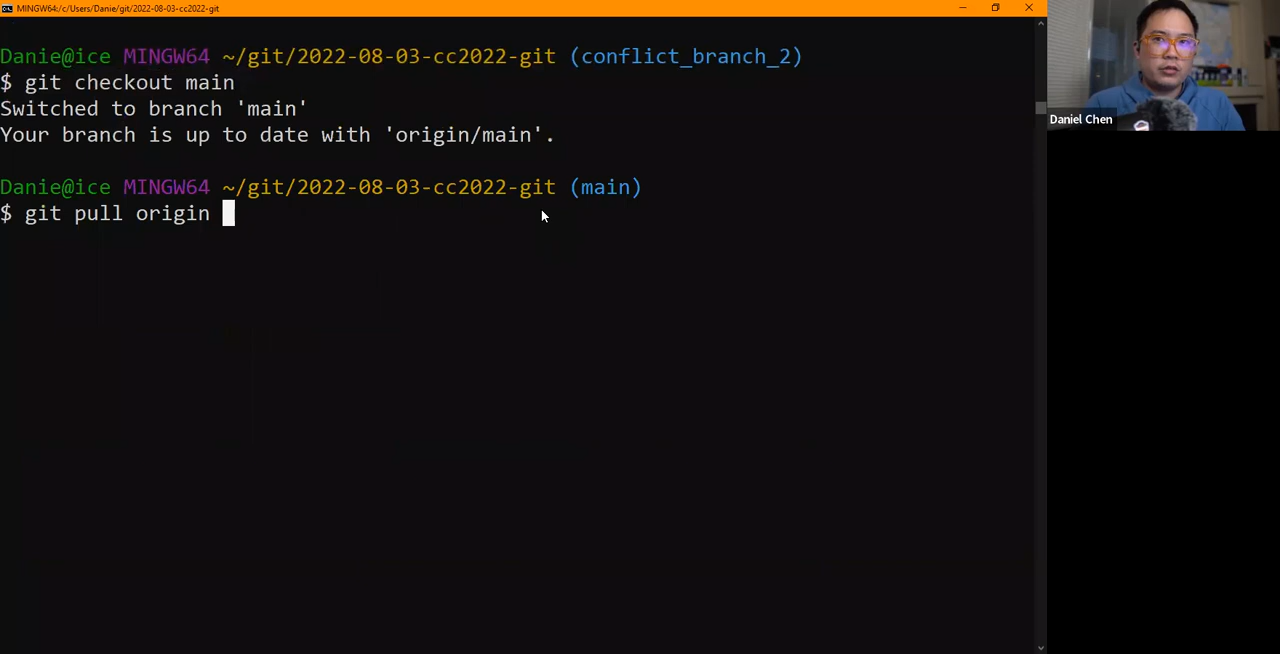 MINGW64:/c/Users/Danie/git/2022-08-03-cc2022-git
Danie@ice MINGW64 ~/git/2022-08-03-cc2022-git (conflict_branch_2)
$ git checkout main
Switched to branch 'main'
Your branch is up to date with 'origin/main'.
Danie@ice MINGW64 ~/git/2022-08-03-cc2022-git (main)
$ git pull origin
Daniel Chen